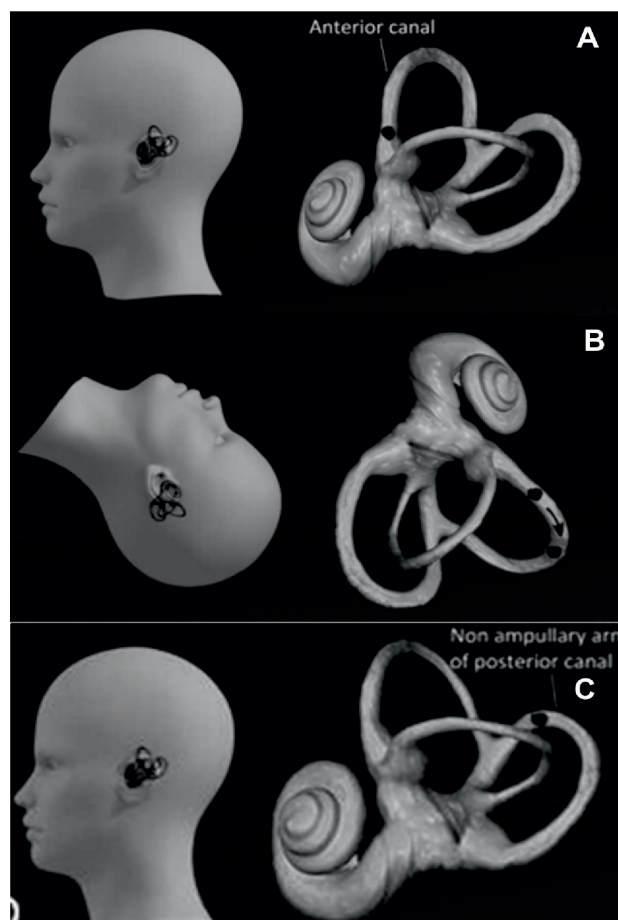 Anterior canal
A
B
Non ampullary arm
of posterior canal
C